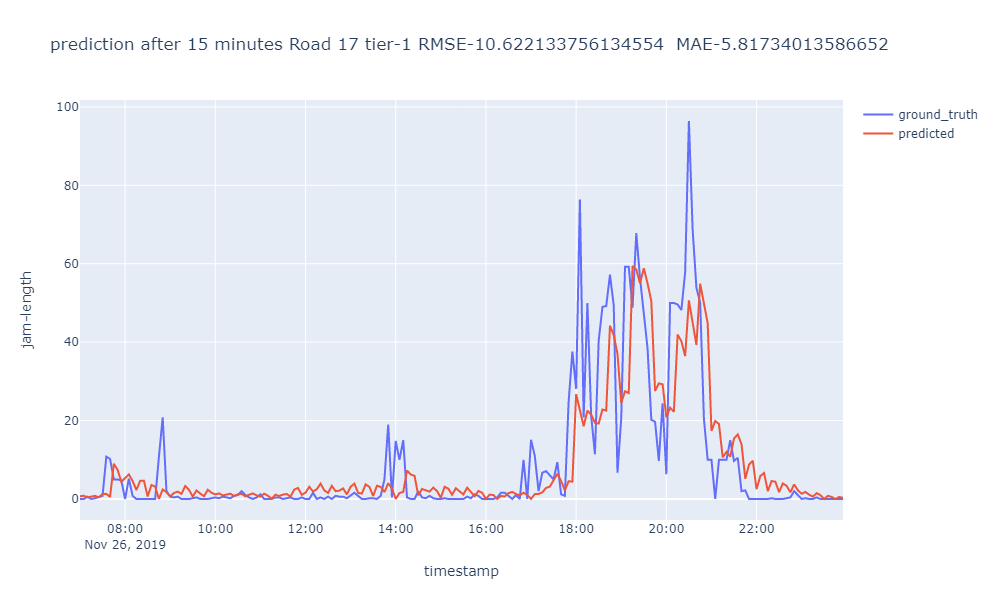 prediction after 15 minutes Road 17 tier-1 RMSE-10.622133756134554  MAE-5.81734013586652
ground_truth
predicted
100
80
60
40
20
0
jam-length
08:00 10:00 12:00 14:00 16:00 18:00 20:00 22:00
Nov 26, 2019
timestamp